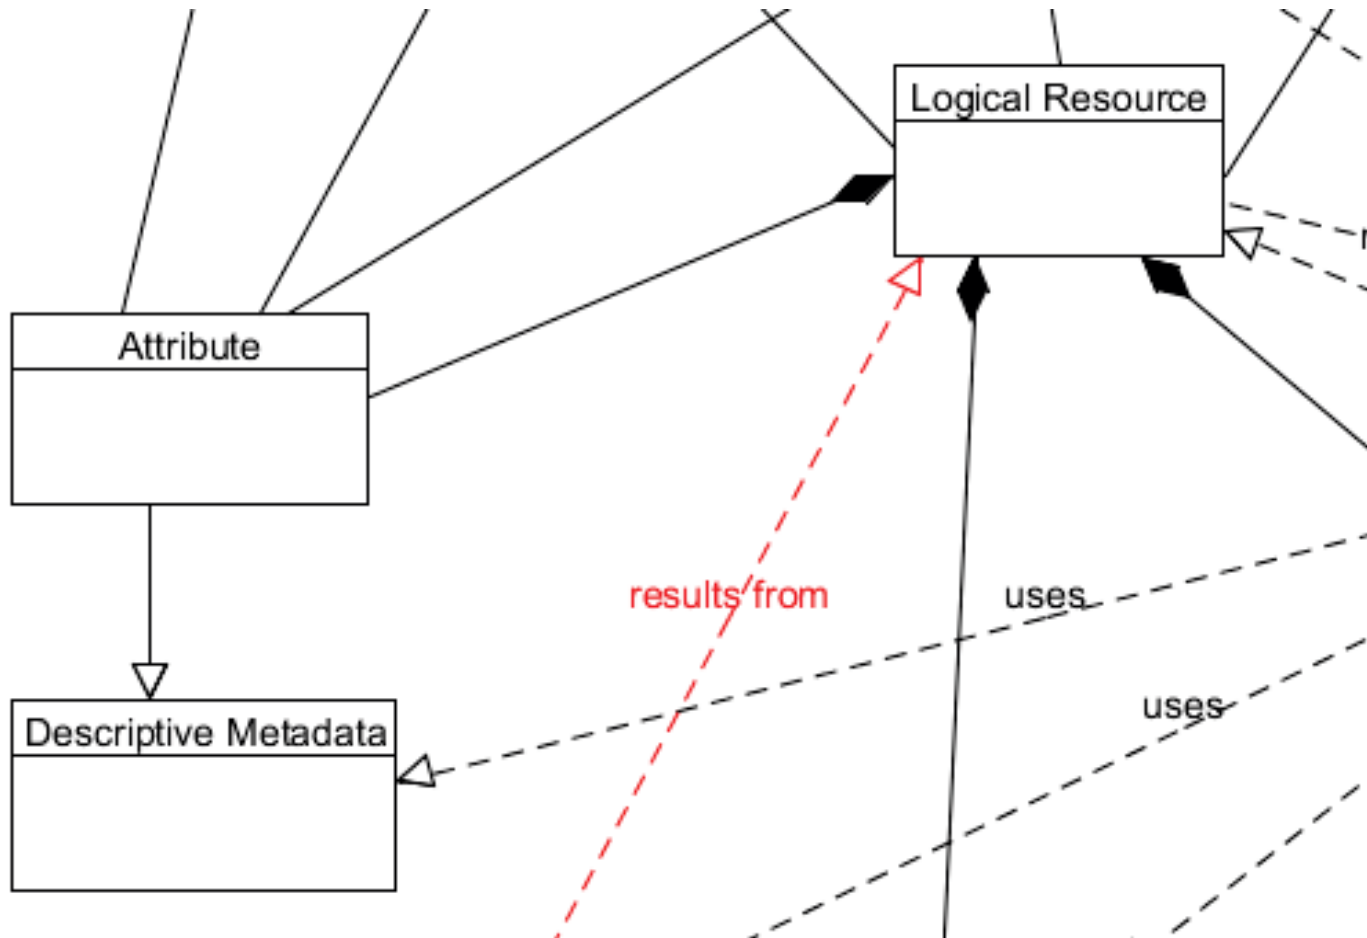 Logical Resource
Attribute
results from
uses
uses
Descriptive Metadata